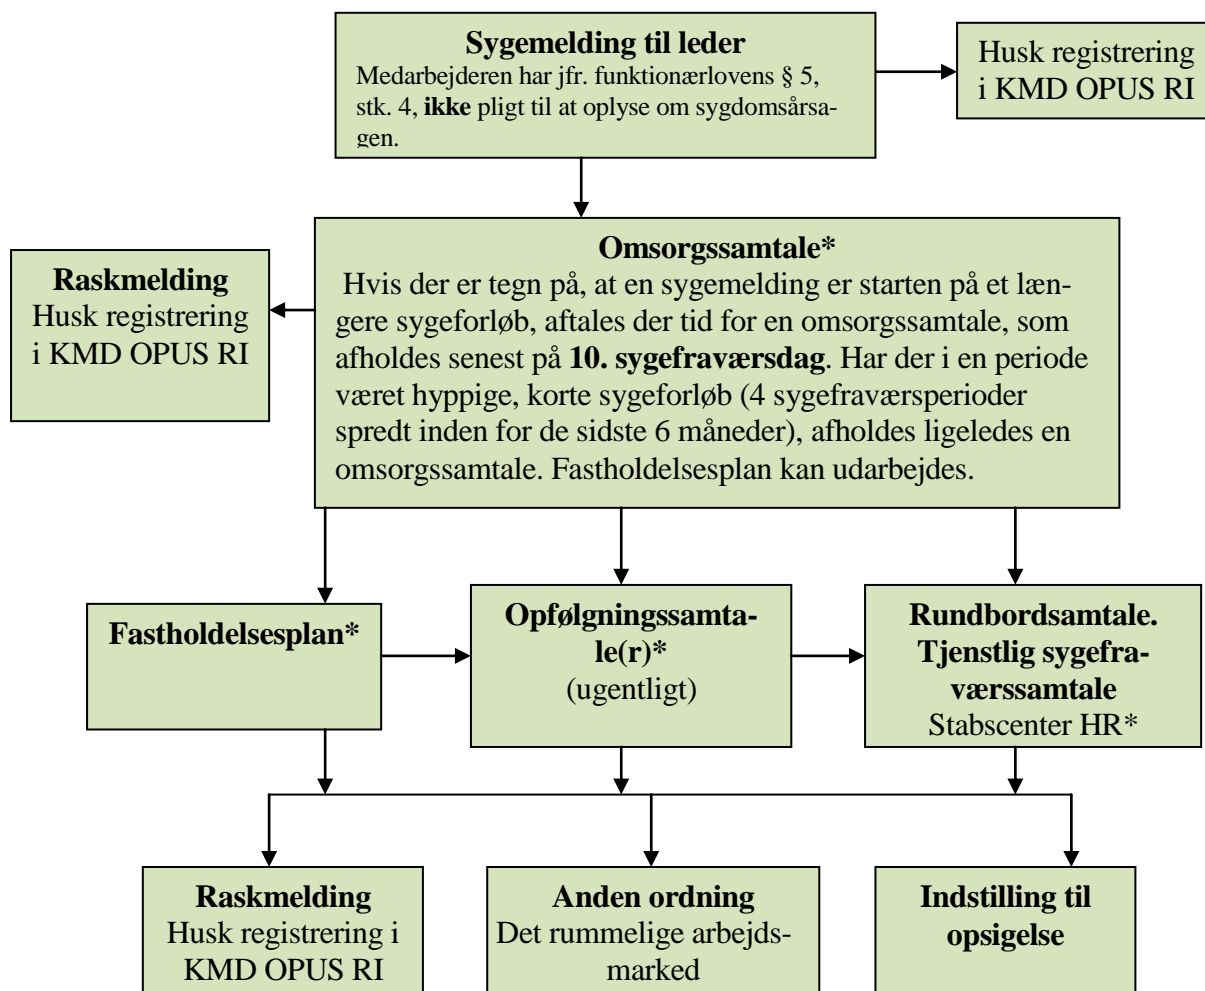 Sygemelding til leder
Medarbejderen har jfr. funktionærlovens § 5,
stk. 4, ikke pligt til at oplyse om sygdomsårsa-
gen.
Husk registrering
i KMD OPUS RI
Raskmelding
Husk registrering
i KMD OPUS RI
Omsorgssamtale*
Hvis der er tegn på, at en sygemelding er starten på et læn-
gere sygeforløb, aftales der tid for en omsorgssamtale, som
afholdes senest på 10. sygefraværsdag. Har der i en periode
været hyppige, korte sygeforløb (4 sygefraværsperioder
spredt inden for de sidste 6 måneder), afholdes ligeledes en
omsorgssamtale. Fastholdelsesplan kan udarbejdes.
Fastholdelsesplan*
Opfølgningssamta-
le(r)*
(ugentligt)
Rundbordsamtale.
Tjenstlig sygefra-
værssamtale
Stabscenter HR*
Raskmelding
Husk registrering i
KMD OPUS RI
Anden ordning
Det rummelige arbejds-
marked
Indstilling til
opsigelse